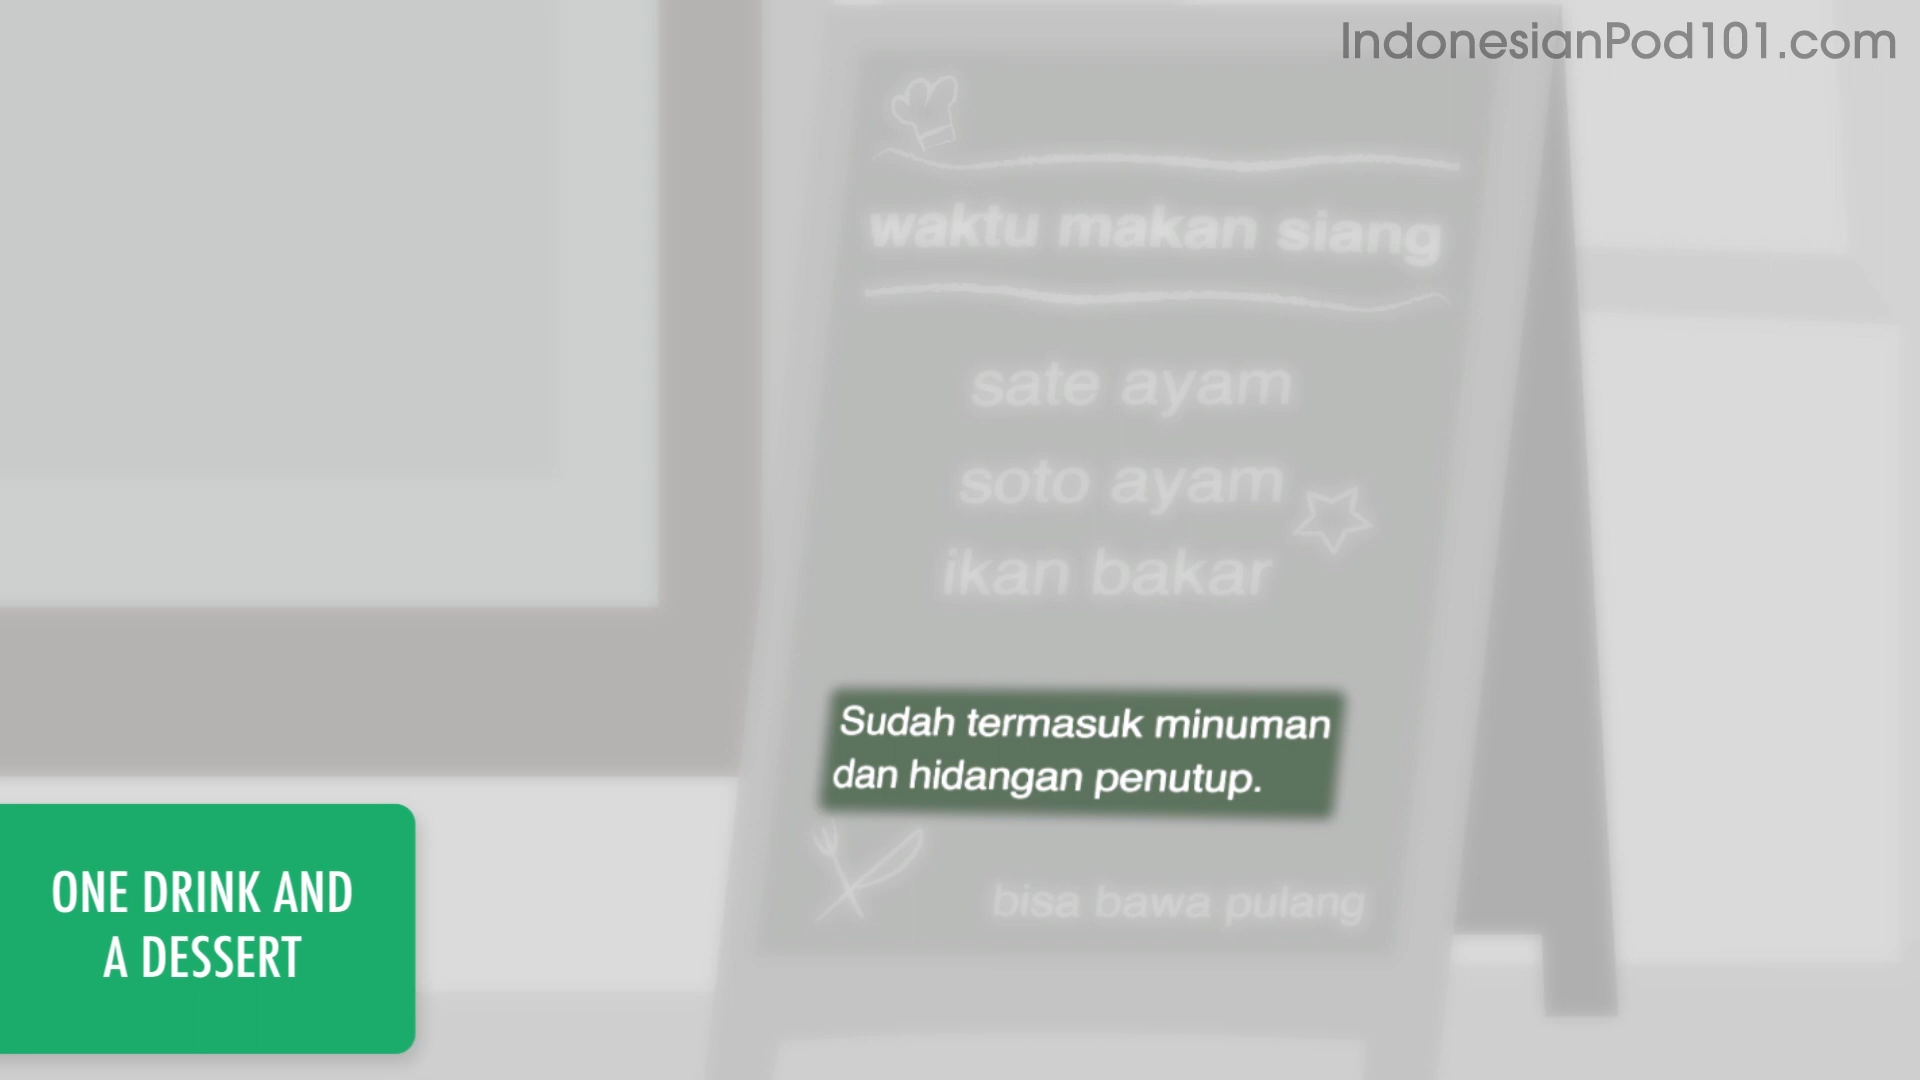 IndonesianPod101.com
waktu makan siang
sate ayam
soto ayam
ikan bakar
Sudah termasuk minuman
dan hidangan penutup.
bisa bawa pulang
ONE DRINK AND
A DESSERT